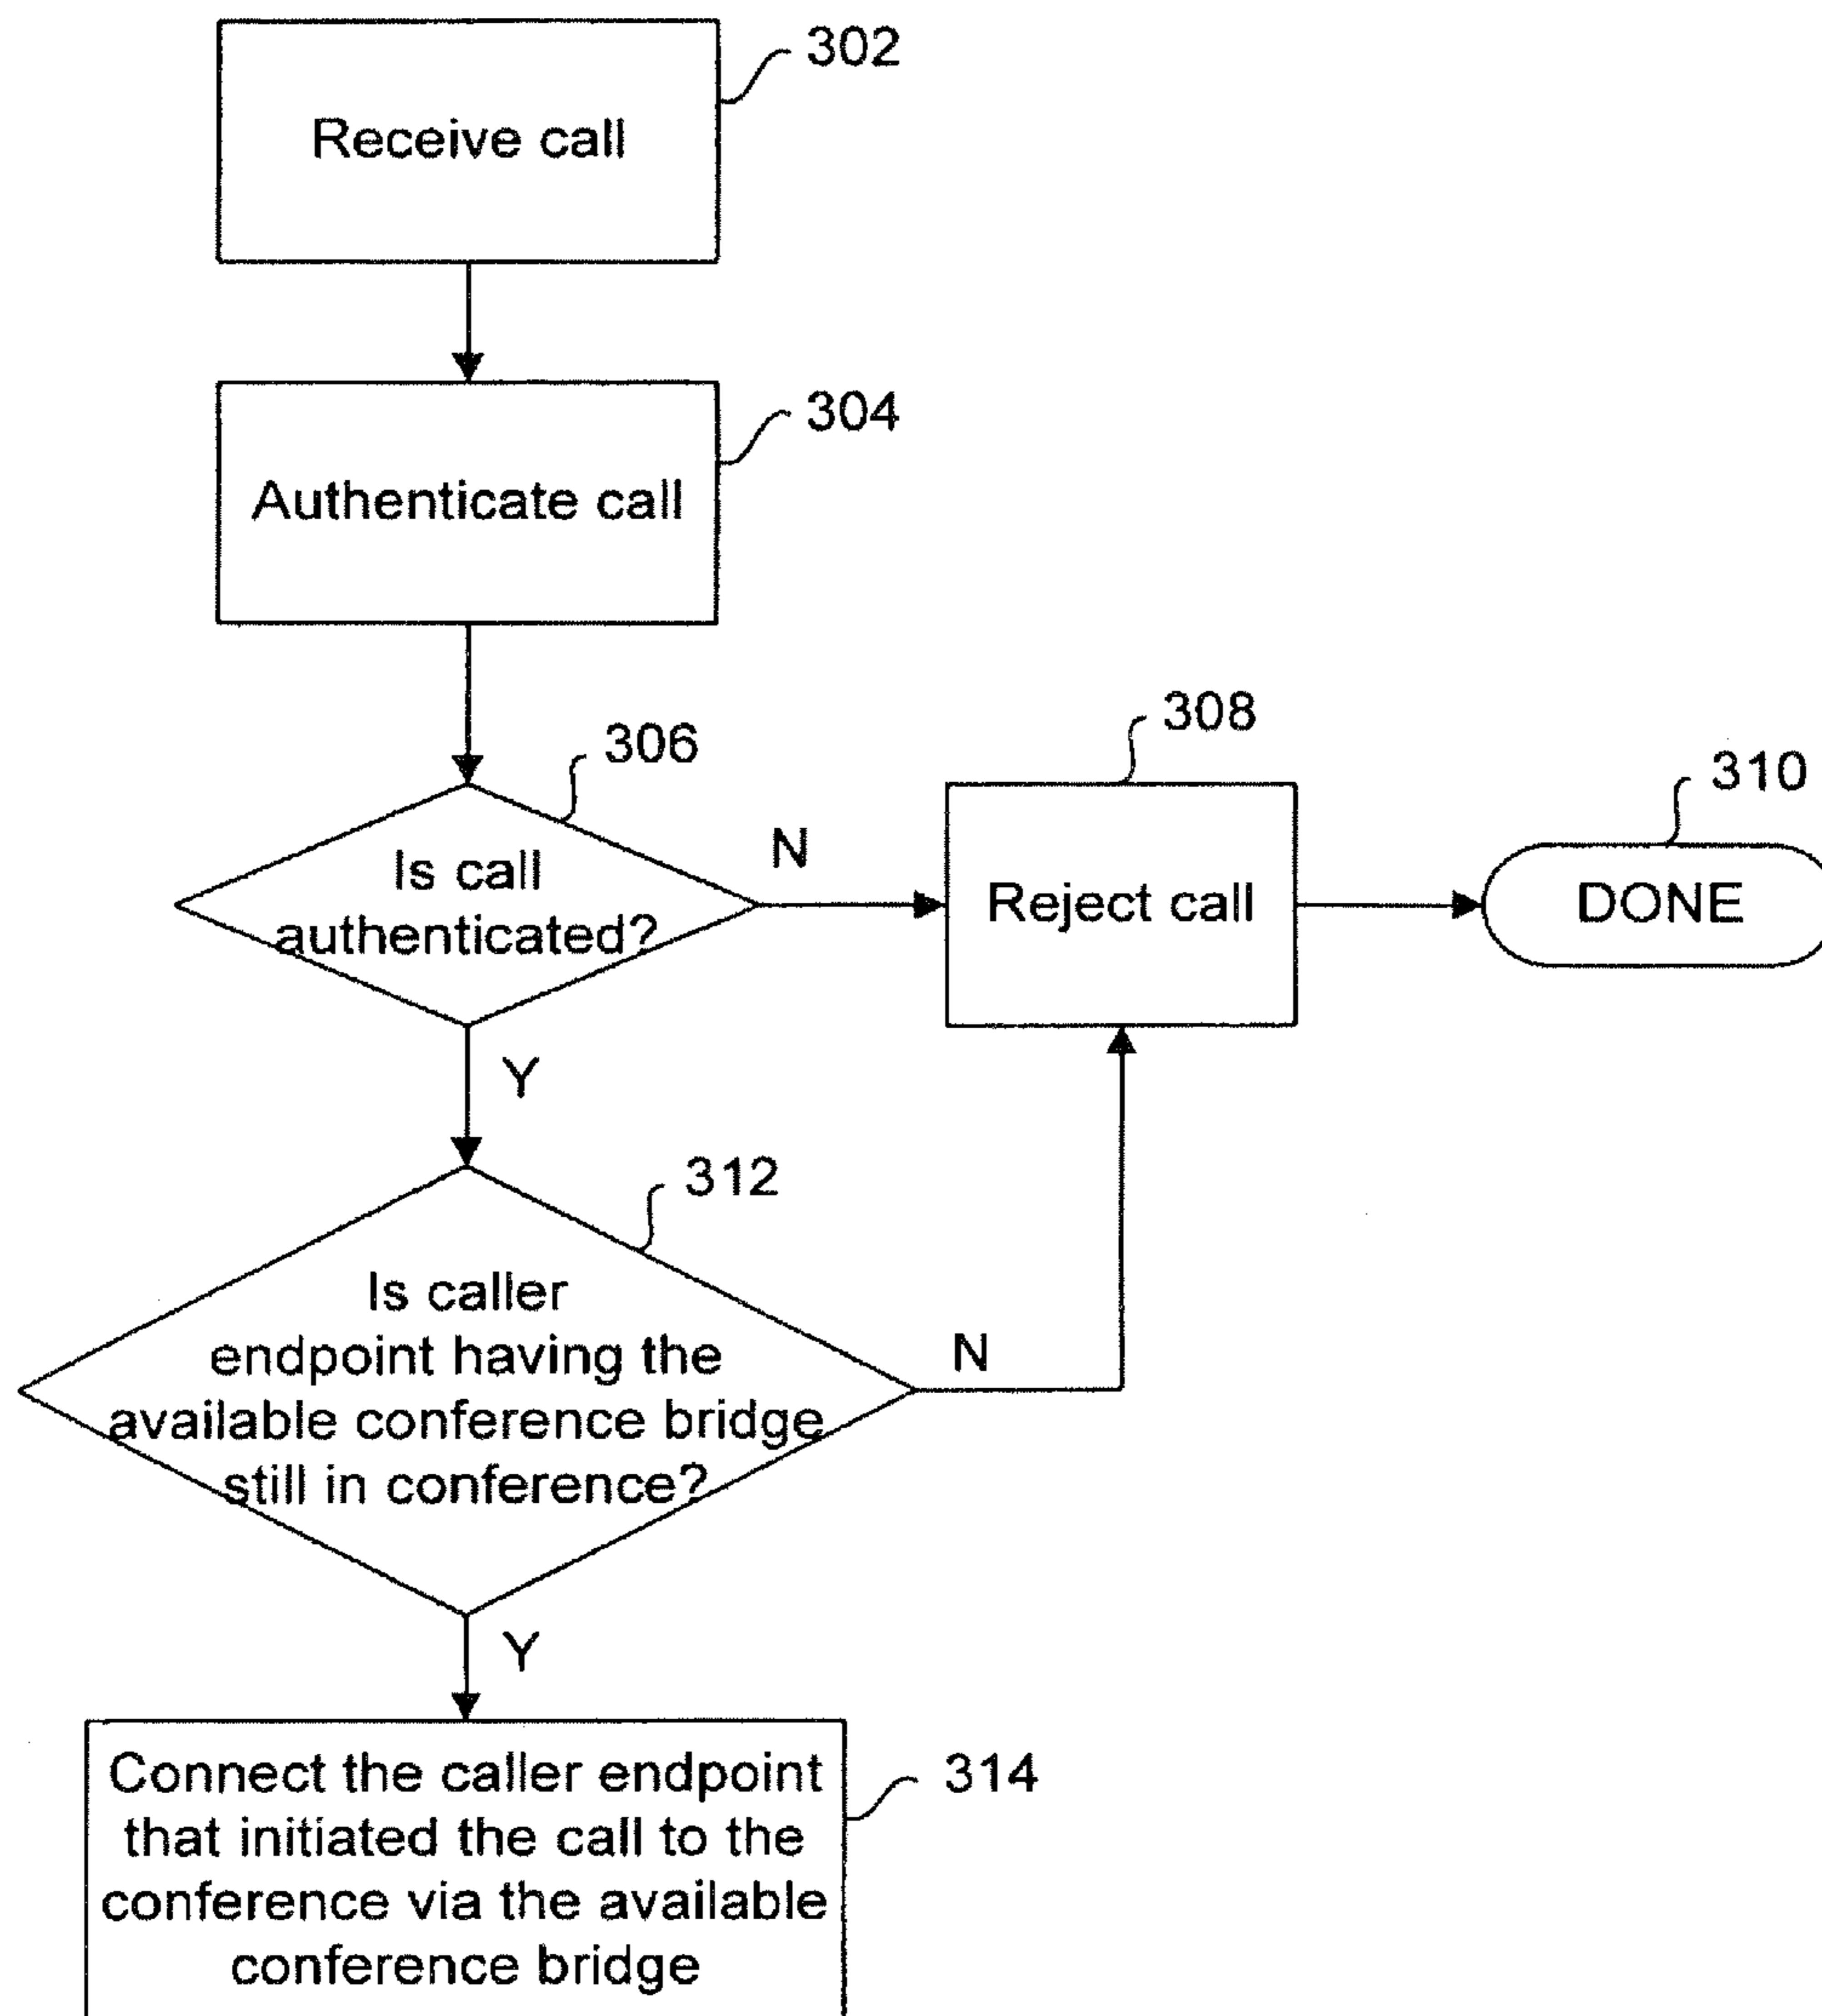 302
Receive call
304
Authenticate call
306
Is call
authenticated?
N
308
Reject call
310
DONE
Y
312
Is caller
endpoint having the
available conference bridge
still in conference?
N
Y
314
Connect the caller endpoint
that initiated the call to the
conference via the available
conference bridge